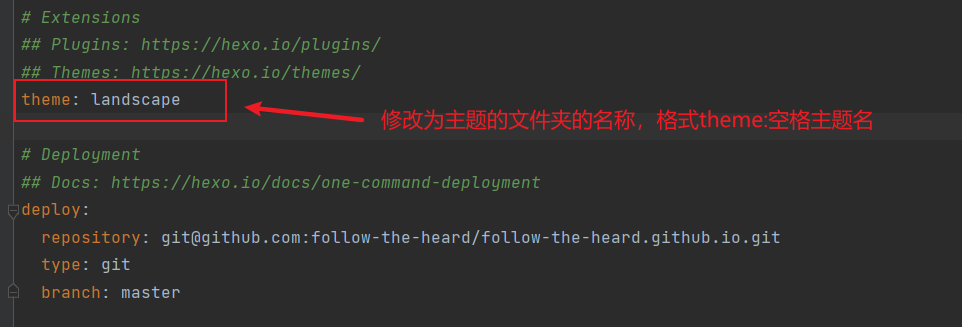 # Extensions
## Plugins: https://hexo.io/plugins/
## Themes: https://hexo.io/themes/
theme: landscape
修改为主题的文件夹的名称，格式theme:空格主题名
# Deployment
## Docs: https://hexo.io/docs/one-command-deployment
deploy:
  repository: git@github.com:follow-the-heard/follow-the-heard.github.io.git
  type: git
  branch: master